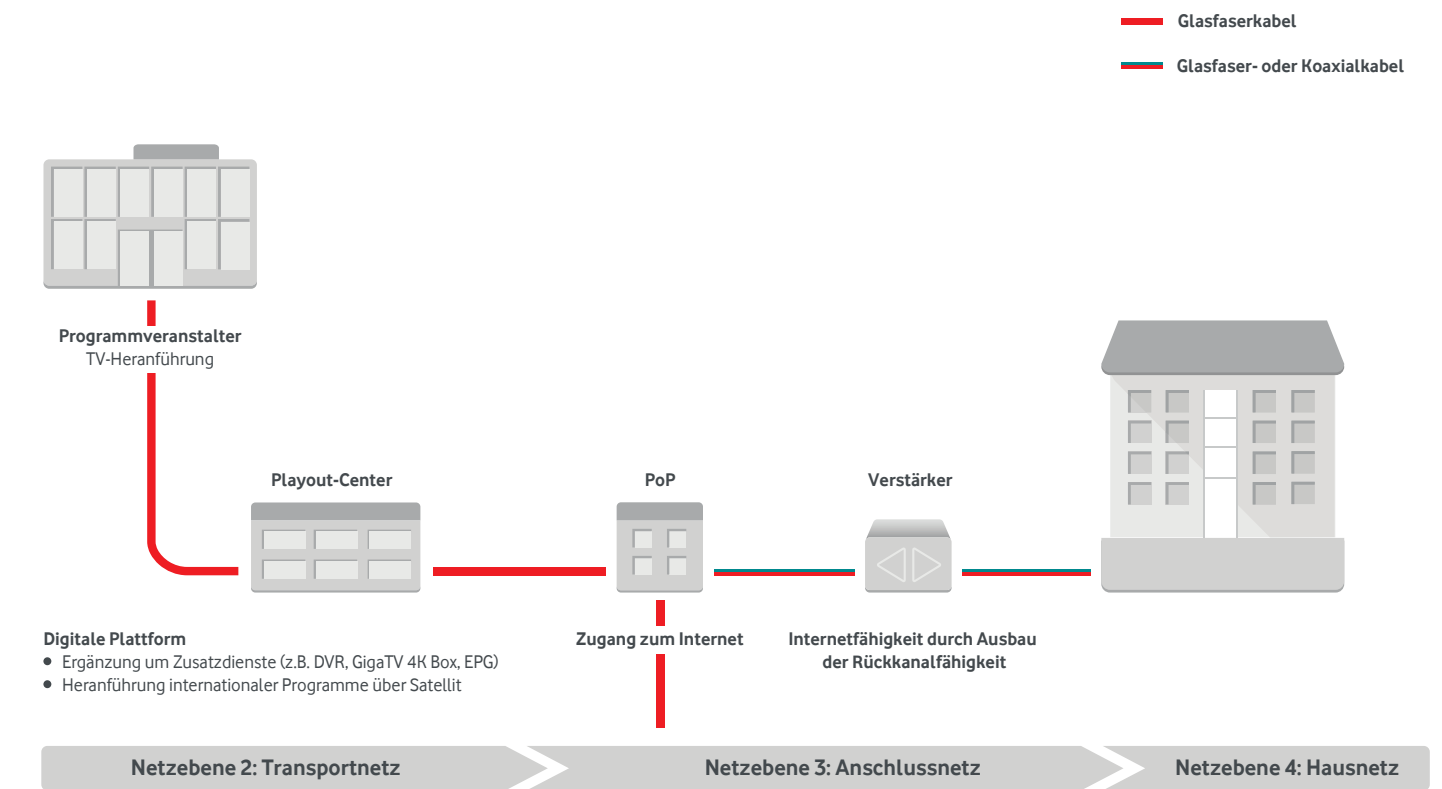 Glasfaserkabel
Glasfaser- oder Koaxialkabel
Programmveranstalter
TV-Heranführung
Playout-Center
PoP
Verstärker
Digitale Plattform
• Ergänzung um Zusatzdienste (z.B. DVR, GigaTV 4K Box, EPG)
• Heranführung internationaler Programme über Satellit
Zugang zum Internet
Internetfähigkeit durch Ausbau
der Rückkanalfähigkeit
Netzebene 2: Transportnetz
Netzebene 3: Anschlussnetz
Netzebene 4: Hausnetz